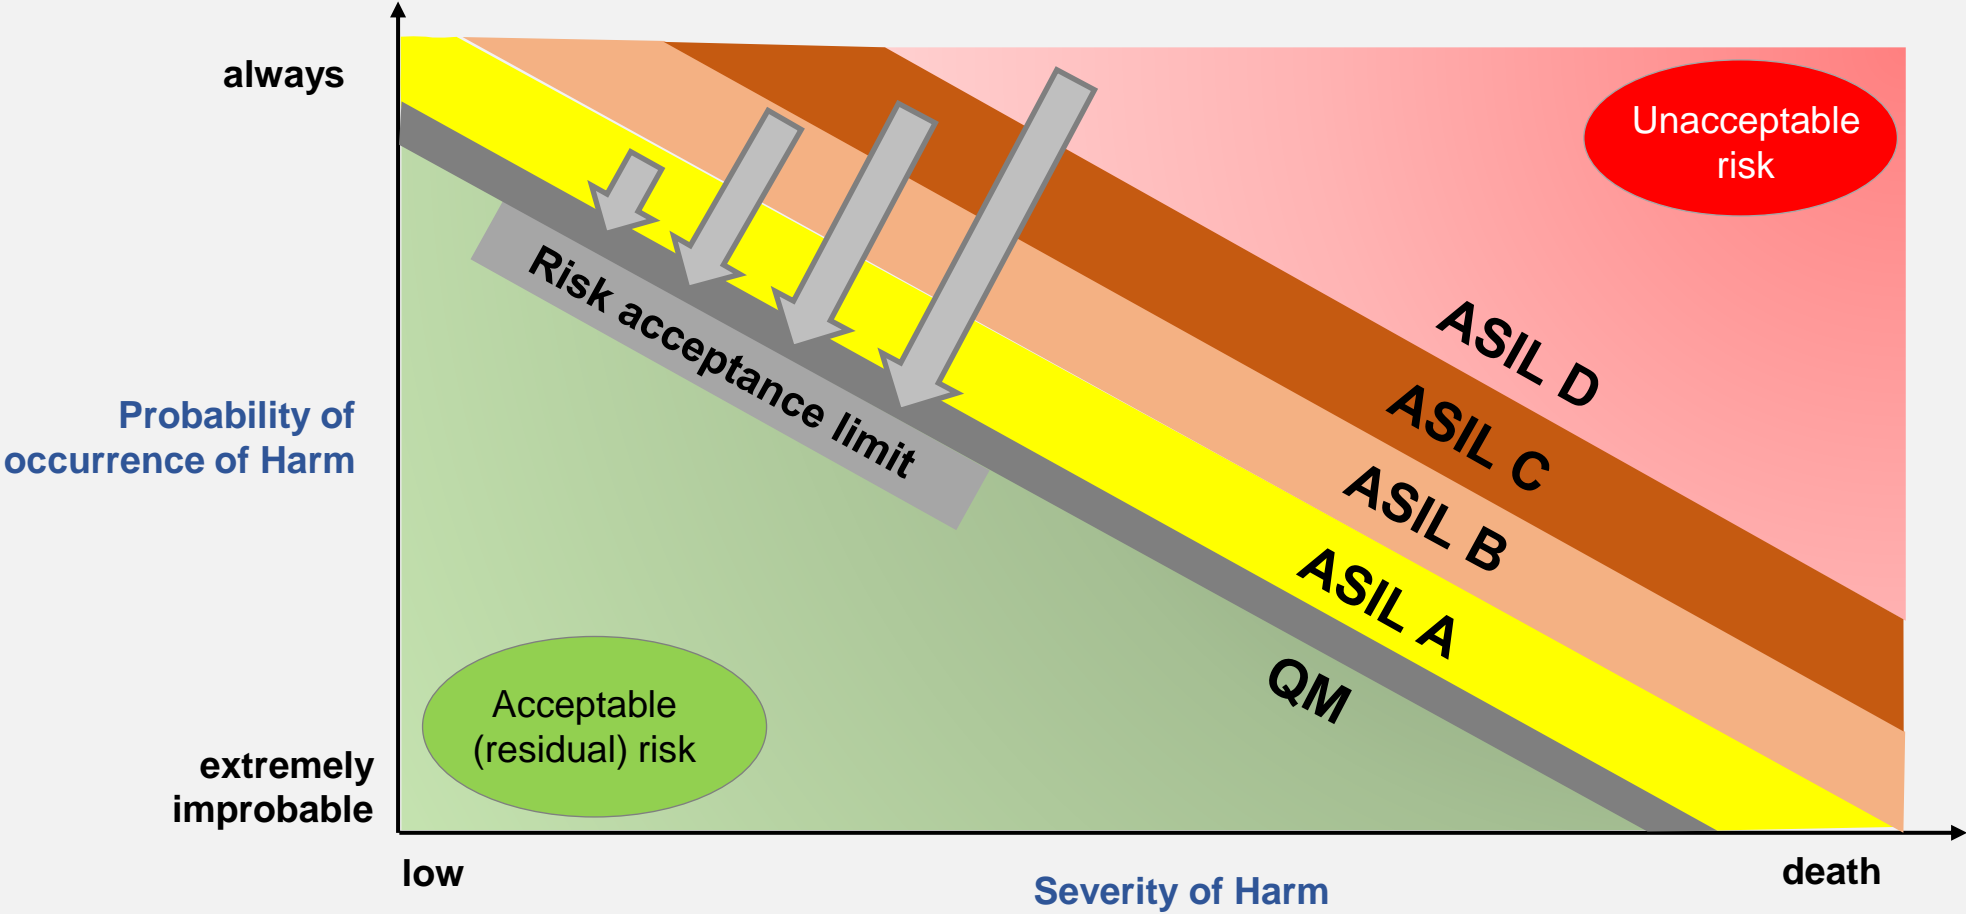 always
Unacceptable
risk
Risk acceptance limit
ASIL D
ASIL C
ASIL B
ASIL A
QM
Probability of
occurrence of Harm
Acceptable
(residual) risk
extremely
improbable
low
Severity of Harm
death